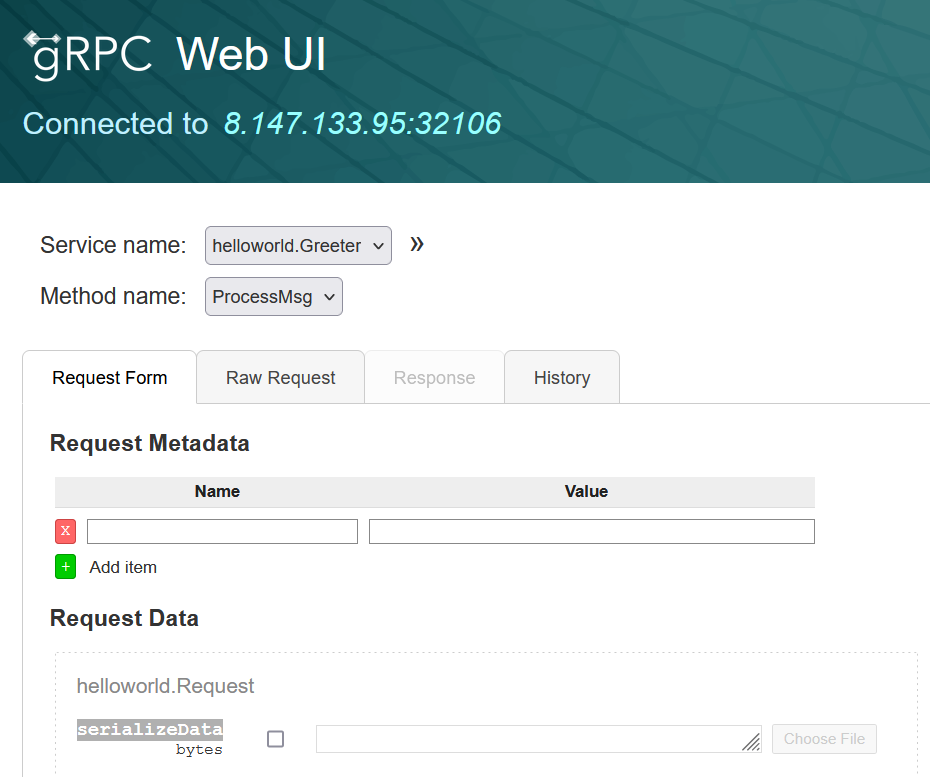 gRPC Web UI
Connected to 8.147.133.95:32106
Service name: helloworld.Greeter »
Method name: ProcessMsg
Request Form Raw Request Response History
Request Metadata
Name Value
X
+ Add item
Request Data
helloworld.Request
serializeData
bytes
Choose File